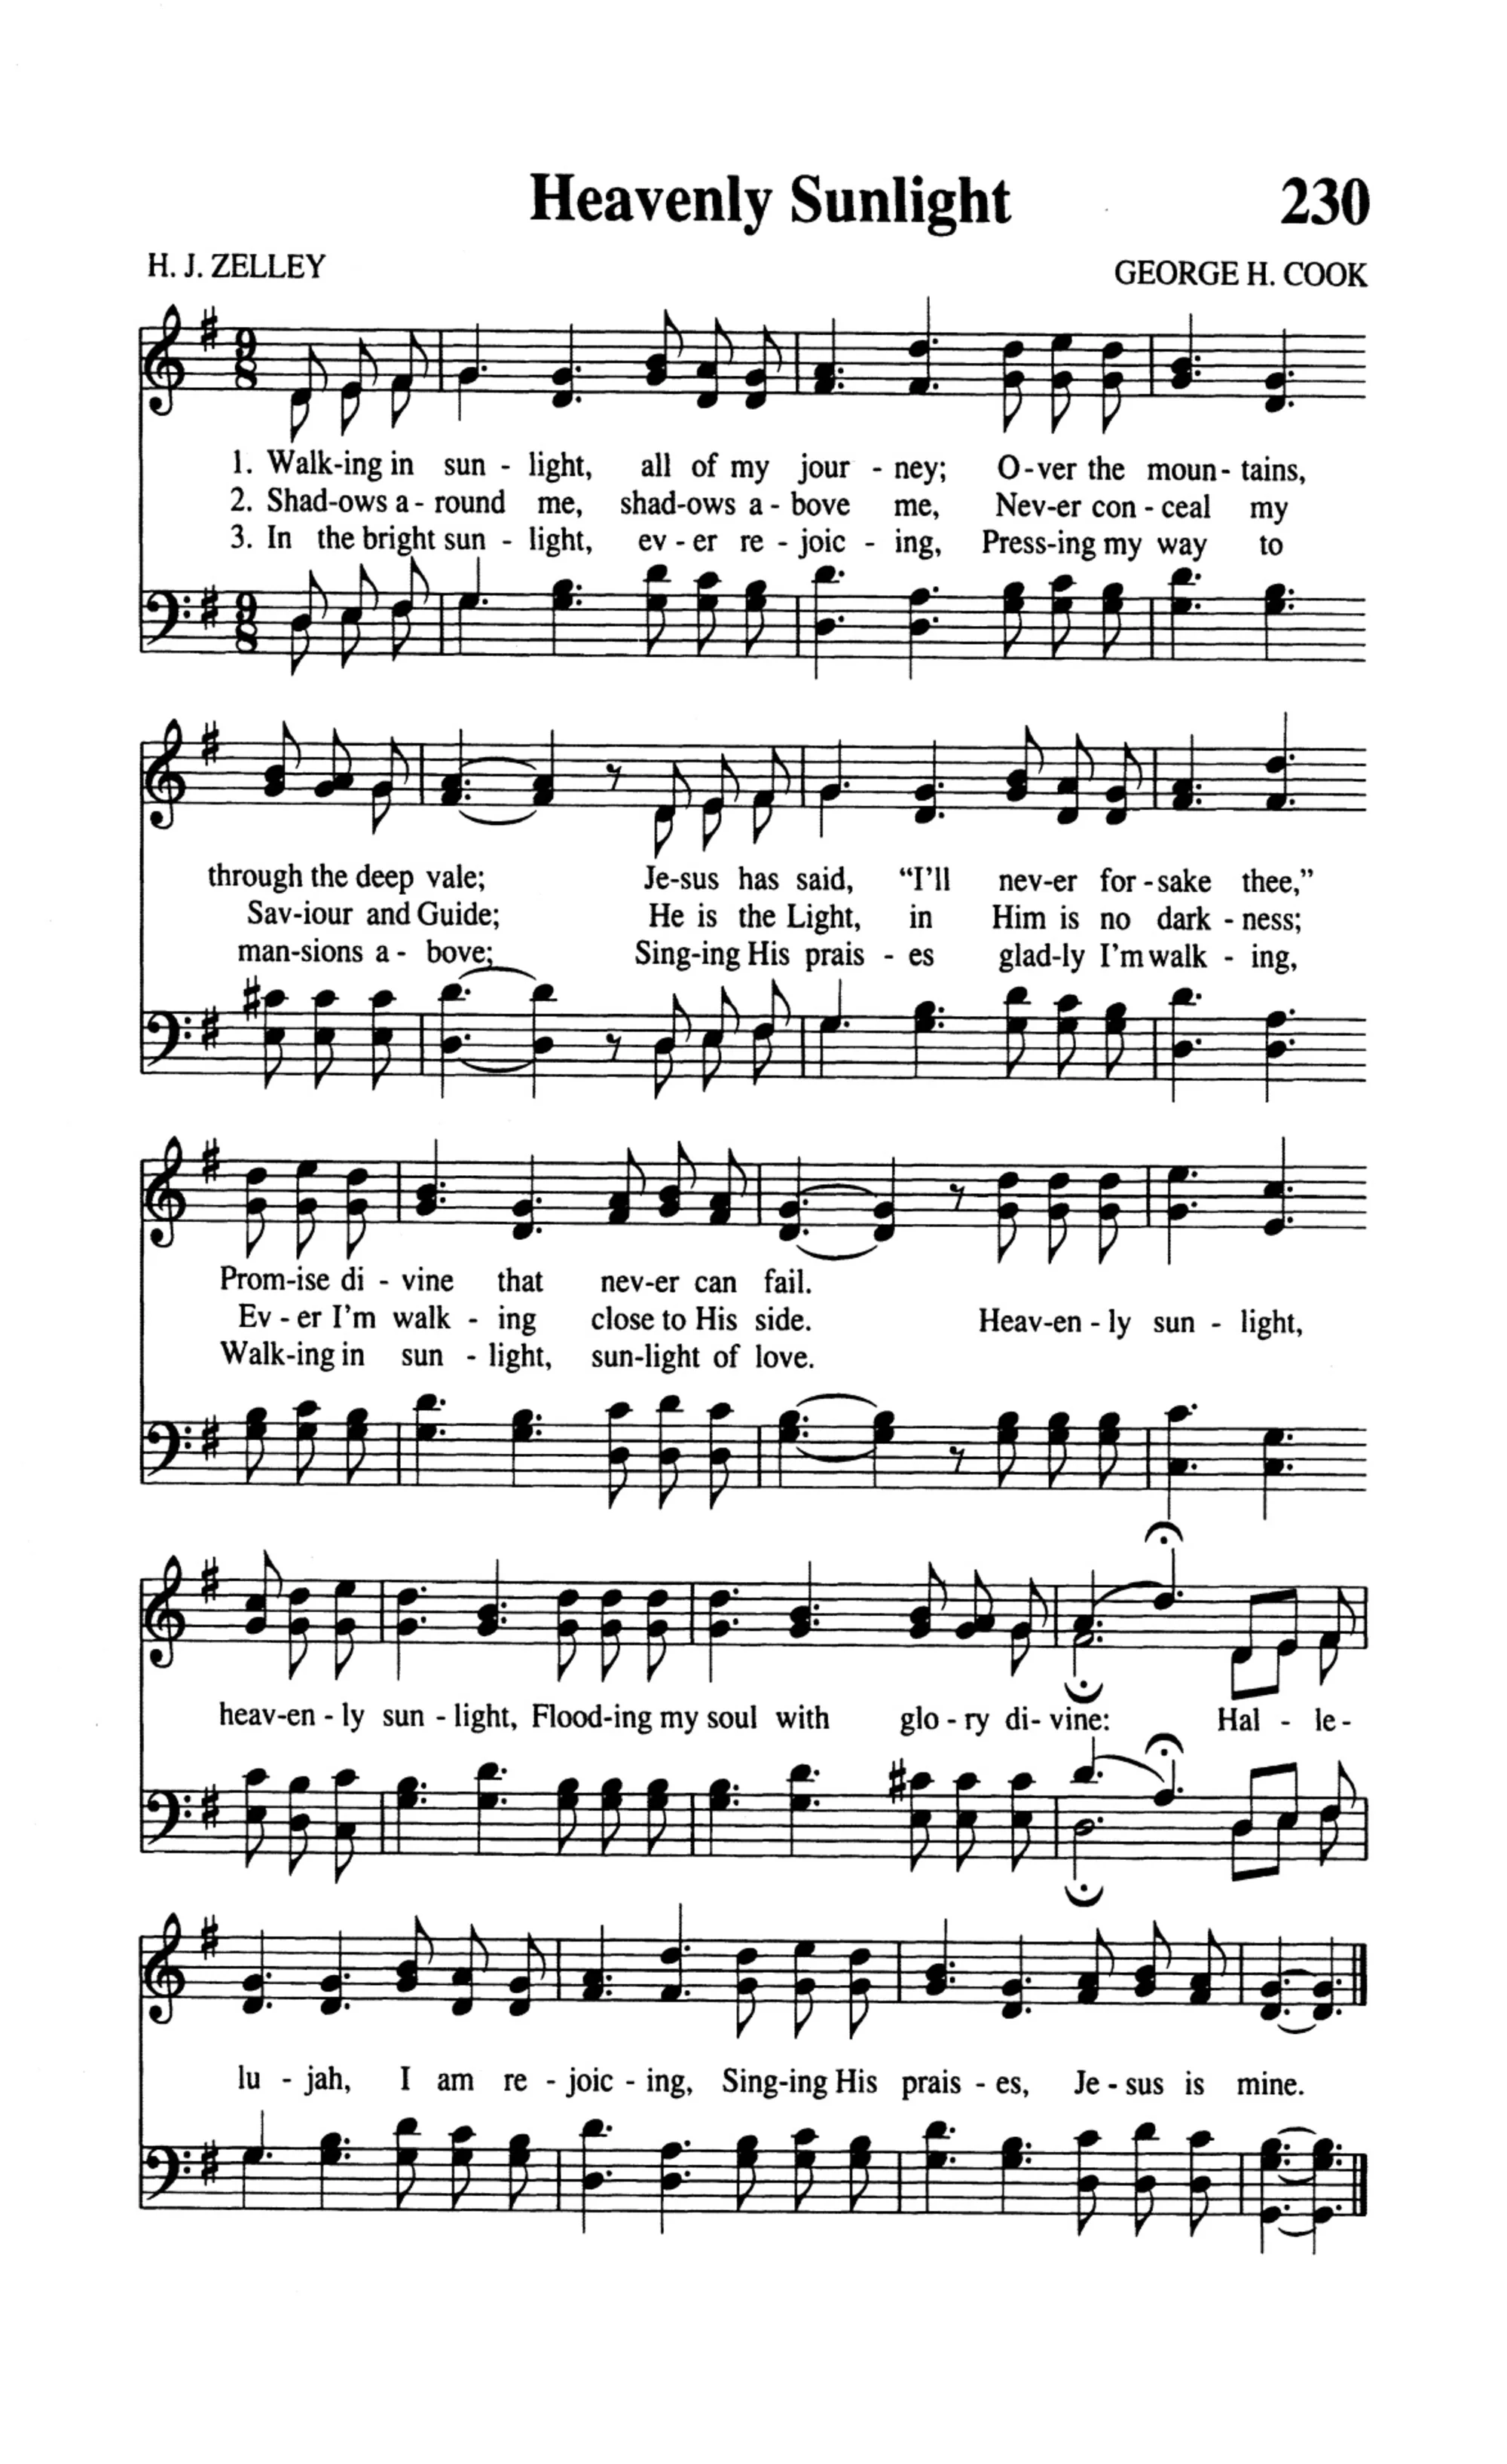 Heavenly Sunlight 230
H. J. ZELLEY GEORGE H. COOK
9
8
1. Walk-ing in sun - light, all of my jour - ney; O-ver the moun - tains,
2. Shad-ows a - round me, shad-ows a - bove me, Nev-er con - ceal my
3. In the bright sun - light, ev - er re - joic - ing, Press-ing my way to
9
8
through the deep vale; Je-sus has said, “I’ll nev-er for - sake thee,”
Sav-iour and Guide; He is the Light, in Him is no dark - ness;
man-sions a - bove; Sing-ing His prais - es glad-ly I’m walk - ing,
Prom-ise di - vine that nev-er can fail.
Ev - er I’m walk - ing close to His side. Heav-en - ly sun - light,
Walk-ing in sun - light, sun-light of love.
heav-en - ly sun - light, Flood-ing my soul with glo - ry di- vine: Hal - le -
lu - jah, I am re - joic - ing, Sing-ing His prais - es, Je - sus is mine.